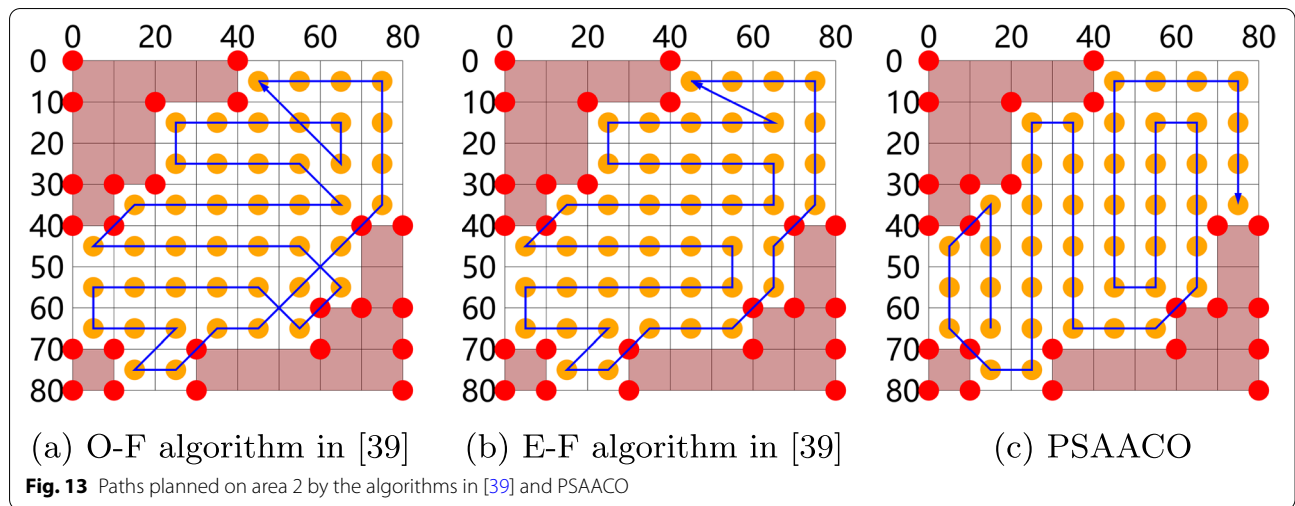 0 20 40 60 80 0 20 40 60 80 0 20 40 60 80
0 0 0
10 10 10
20 20 20
30 30 30
40 40 40
50 50 50
60 60 60
70 70 70
80 80 80
(a) O-F algorithm in [39] (b) E-F algorithm in [39] (c) PSAACO
Fig. 13 Paths planned on area 2 by the algorithms in [39] and PSAACO